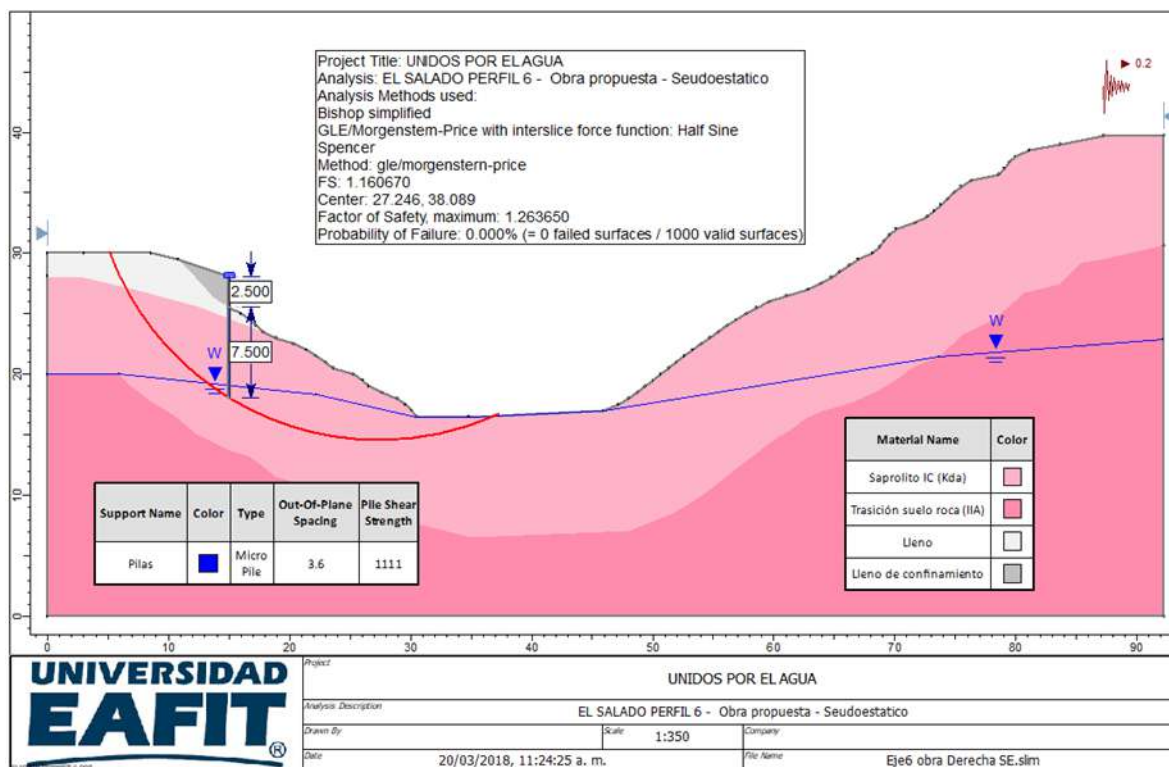 Project Title: UNIDOS POR EL AGUA
Analysis: EL SALADO PERFIL 6 - Obra propuesta - Seudoestatico
Analysis Methods used:
Bishop simplified
GLE/Morgenstern-Price with interslice force function: Half Sine
Spencer
Method: gle/morgenstern-price
FS: 1.160670
Center: 27.246, 38.089
Factor of Safety, maximum: 1.263650
Probability of Failure: 0.000% (= 0 failed surfaces / 1000 valid surfaces)
0.2
40
30
20
10
0
2.500
7.500
W
W
Support Name Color Type Out-Of-Plane Spacing Pile Shear Strength
Pilas Micro Pile 3.6 1111
Material Name Color
Saprolito IC (Kda)
Trasición suelo roca (IIA)
Lleno
Lleno de confinamiento
0 10 20 30 40 50 60 70 80 90
UNIVERSIDAD
EAFIT®
Project
UNIDOS POR EL AGUA
Analysis Description
EL SALADO PERFIL 6 - Obra propuesta - Seudoestatico
Drawn By
Scale 1:350
Company
Date 20/03/2018, 11:24:25 a. m.
File Name Eje6 obra Derecha SE.slim